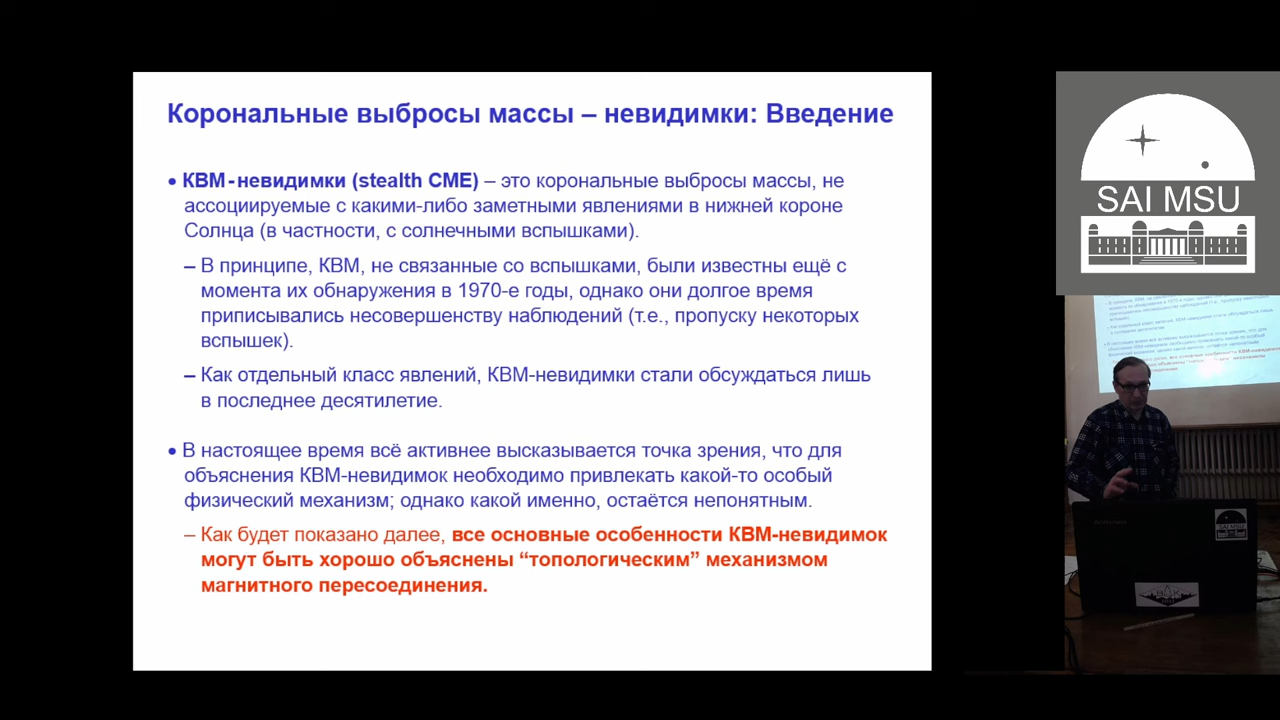 Корональные выбросы массы – невидимки: Введение
• КВМ-невидимки (stealth CME) – это корональные выбросы массы, не
ассоциируемые с какими-либо заметными явлениями в нижней короне
Солнца (в частности, с солнечными вспышками).
– В принципе, КВМ, не связанные со вспышками, были известны ещё с
момента их обнаружения в 1970-е годы, однако они долгое время
приписывались несовершенству наблюдений (т.е., пропуску некоторых
вспышек).
– Как отдельный класс явлений, КВМ-невидимки стали обсуждаться лишь
в последнее десятилетие.
• В настоящее время всё активнее высказывается точка зрения, что для
объяснения КВМ-невидимок необходимо привлекать какой-то особый
физический механизм; однако какой именно, остаётся непонятным.
– Как будет показано далее, все основные особенности КВМ-невидимок
могут быть хорошо объяснены “топологическим” механизмом
магнитного пересоединения.
SAI MSU
SAI MSU